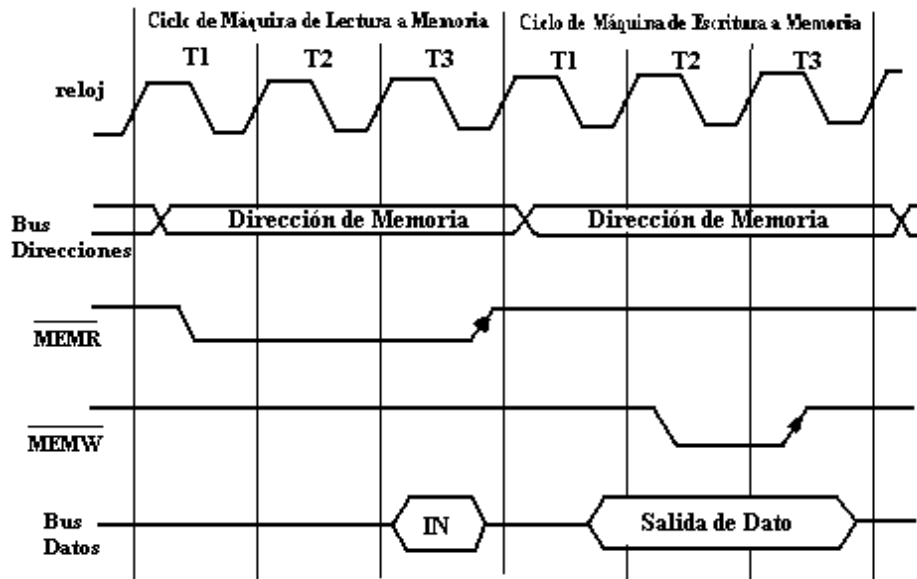 Ciclo de Máquina de Lectura a Memoria
Ciclo de Máquina de Escritura a Memoria
T1
T2
T3
T1
T2
T3
reloj
Bus
Direcciones
Dirección de Memoria
Dirección de Memoria
MEMR
MEMW
Bus
Datos
IN
Salida de Dato